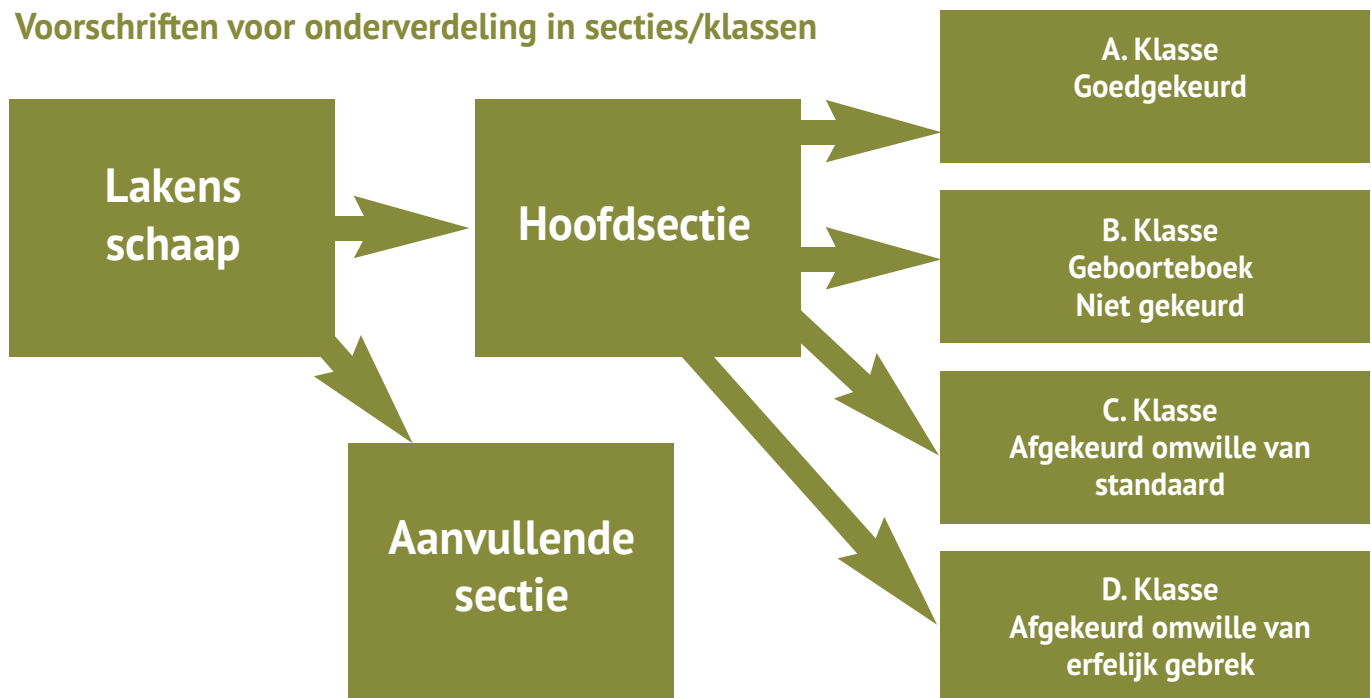 Voorschriften voor onderverdeling in secties/klassen
Lakens
schaap
Hoofdsectie
Aanvullende
sectie
A. Klasse
Goedgekeurd
B. Klasse
Geboorteboek
Niet gekeurd
C. Klasse
Afgekeurd omwille van
standaard
D. Klasse
Afgekeurd omwille van
erfelijk gebrek